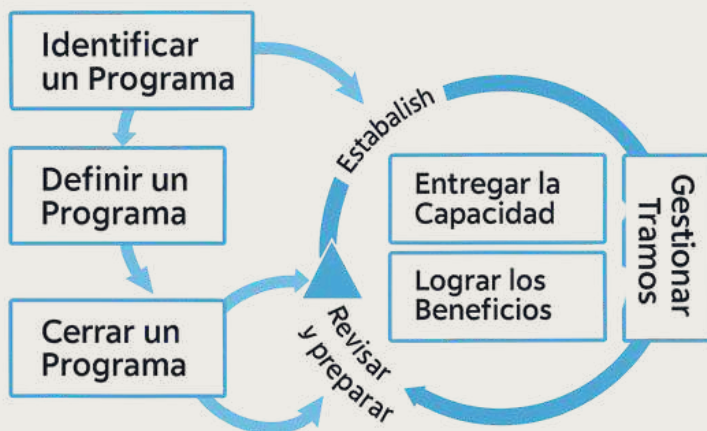 Identificar
un Programa
Definir un
Programa
Cerrar un
Programa
Estabalish
Entregar la
Capacidad
Lograr los
Beneficios
Gestionar
Tramos
Revisar
y preparar